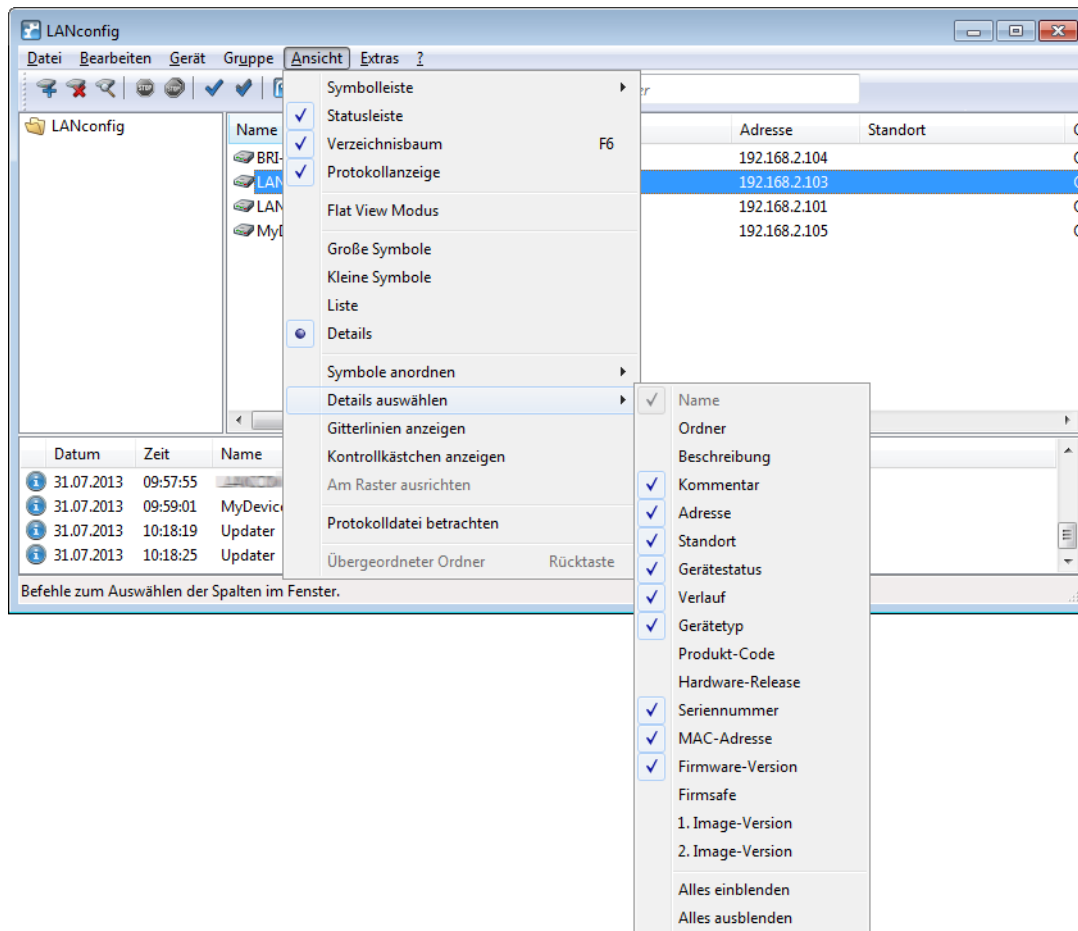 LANconfig
Datei Bearbeiten Gerät Gruppe Ansicht Extras ?
LANconfig
Name Adresse Standort
BRI- 192.168.2.104
LAN 192.168.2.103
LAN 192.168.2.101
MyD 192.168.2.105
Symbolleiste
Statusleiste
Verzeichnisbaum F6
Protokollanzeige
Flat View Modus
Große Symbole
Kleine Symbole
Liste
Details
Symbole anordnen
Details auswählen
Gitterlinien anzeigen
Kontrollkästchen anzeigen
Am Raster ausrichten
Protokolldatei betrachten
Übergeordneter Ordner Rücktaste
Name
Ordner
Beschreibung
Kommentar
Adresse
Standort
Gerätestatus
Verlauf
Gerätetyp
Produkt-Code
Hardware-Release
Seriennummer
MAC-Adresse
Firmware-Version
Firmsafe
1. Image-Version
2. Image-Version
Alles einblenden
Alles ausblenden
Datum Zeit Name
31.07.2013 09:57:55
31.07.2013 09:59:01 MyDevic
31.07.2013 10:18:19 Updater
31.07.2013 10:18:25 Updater
Befehle zum Auswählen der Spalten im Fenster.